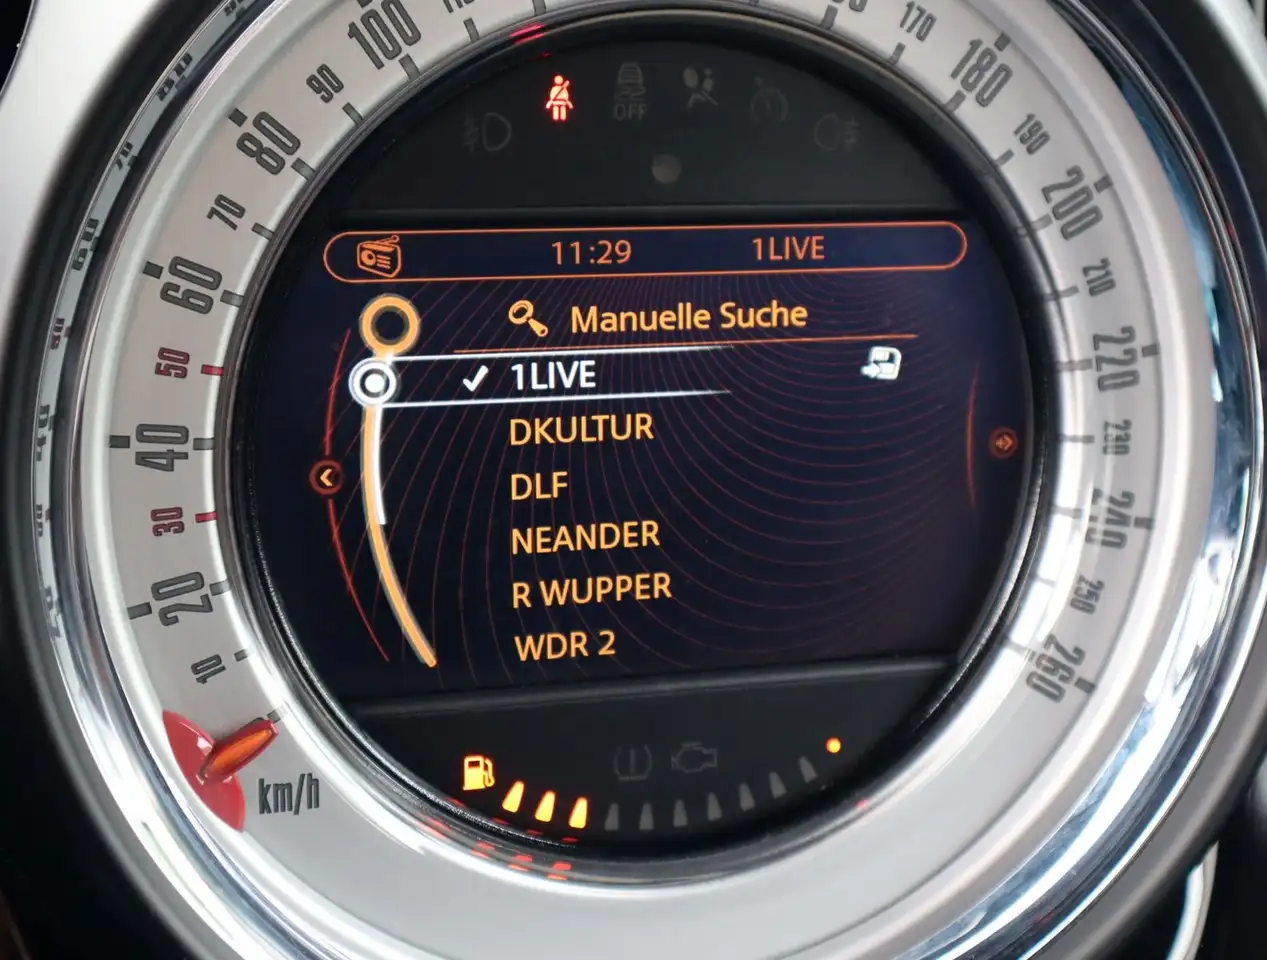 OFF
11:29 1LIVE
Manuelle Suche
1LIVE
DKULTUR
DLF
NEANDER
R WUPPER
WDR 2
10
20
30
40
50
60
70
80
90
100
170
180
190
200
210
220
230
240
250
260
km/h